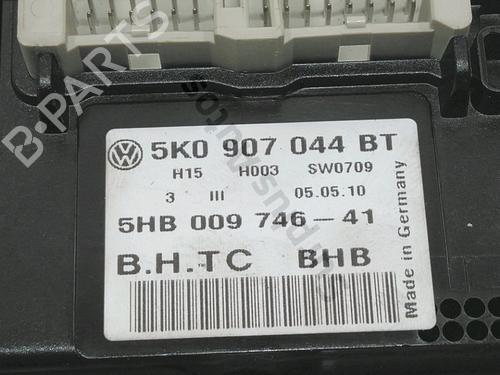 B-PARTS
5K0 907 044 BT
H15 H003 SW0709
3 III 05.05.10
5HB 009 746-41
B.H.TC BHB
Made in Germany